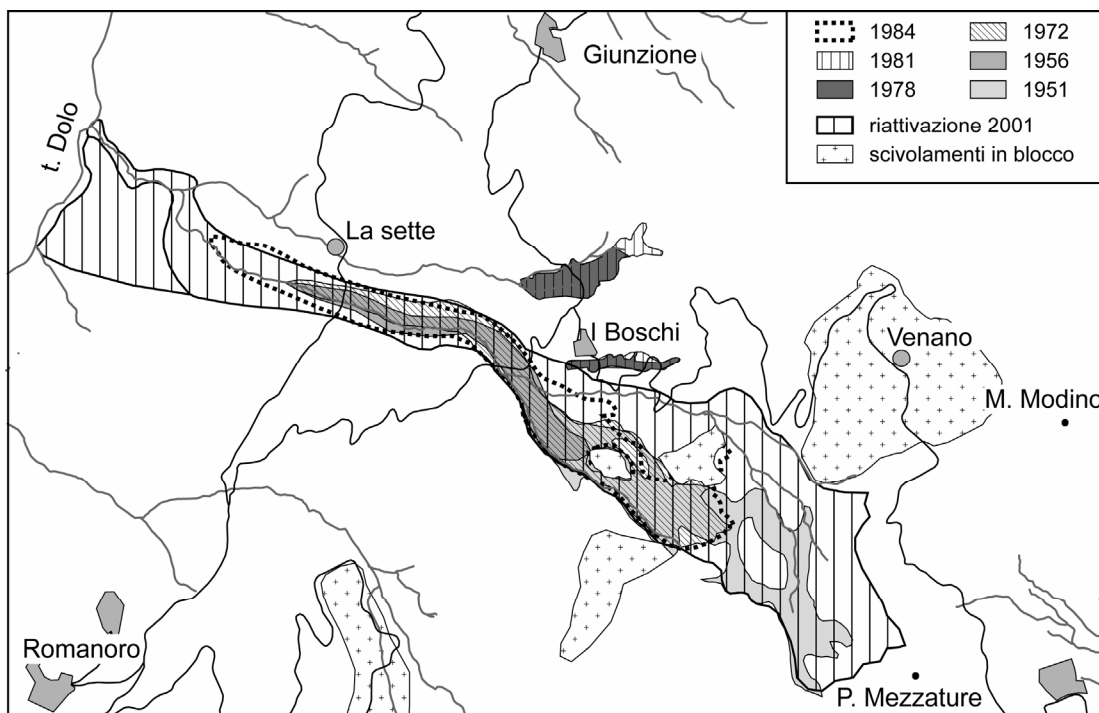 1984
1972
1981
1956
1978
1951
riattivazione 2001
scivolamenti in blocco
Giunzione
t. Dolo
La sette
I Boschi
Venano
M. Modino
Romanoro
P. Mezzature